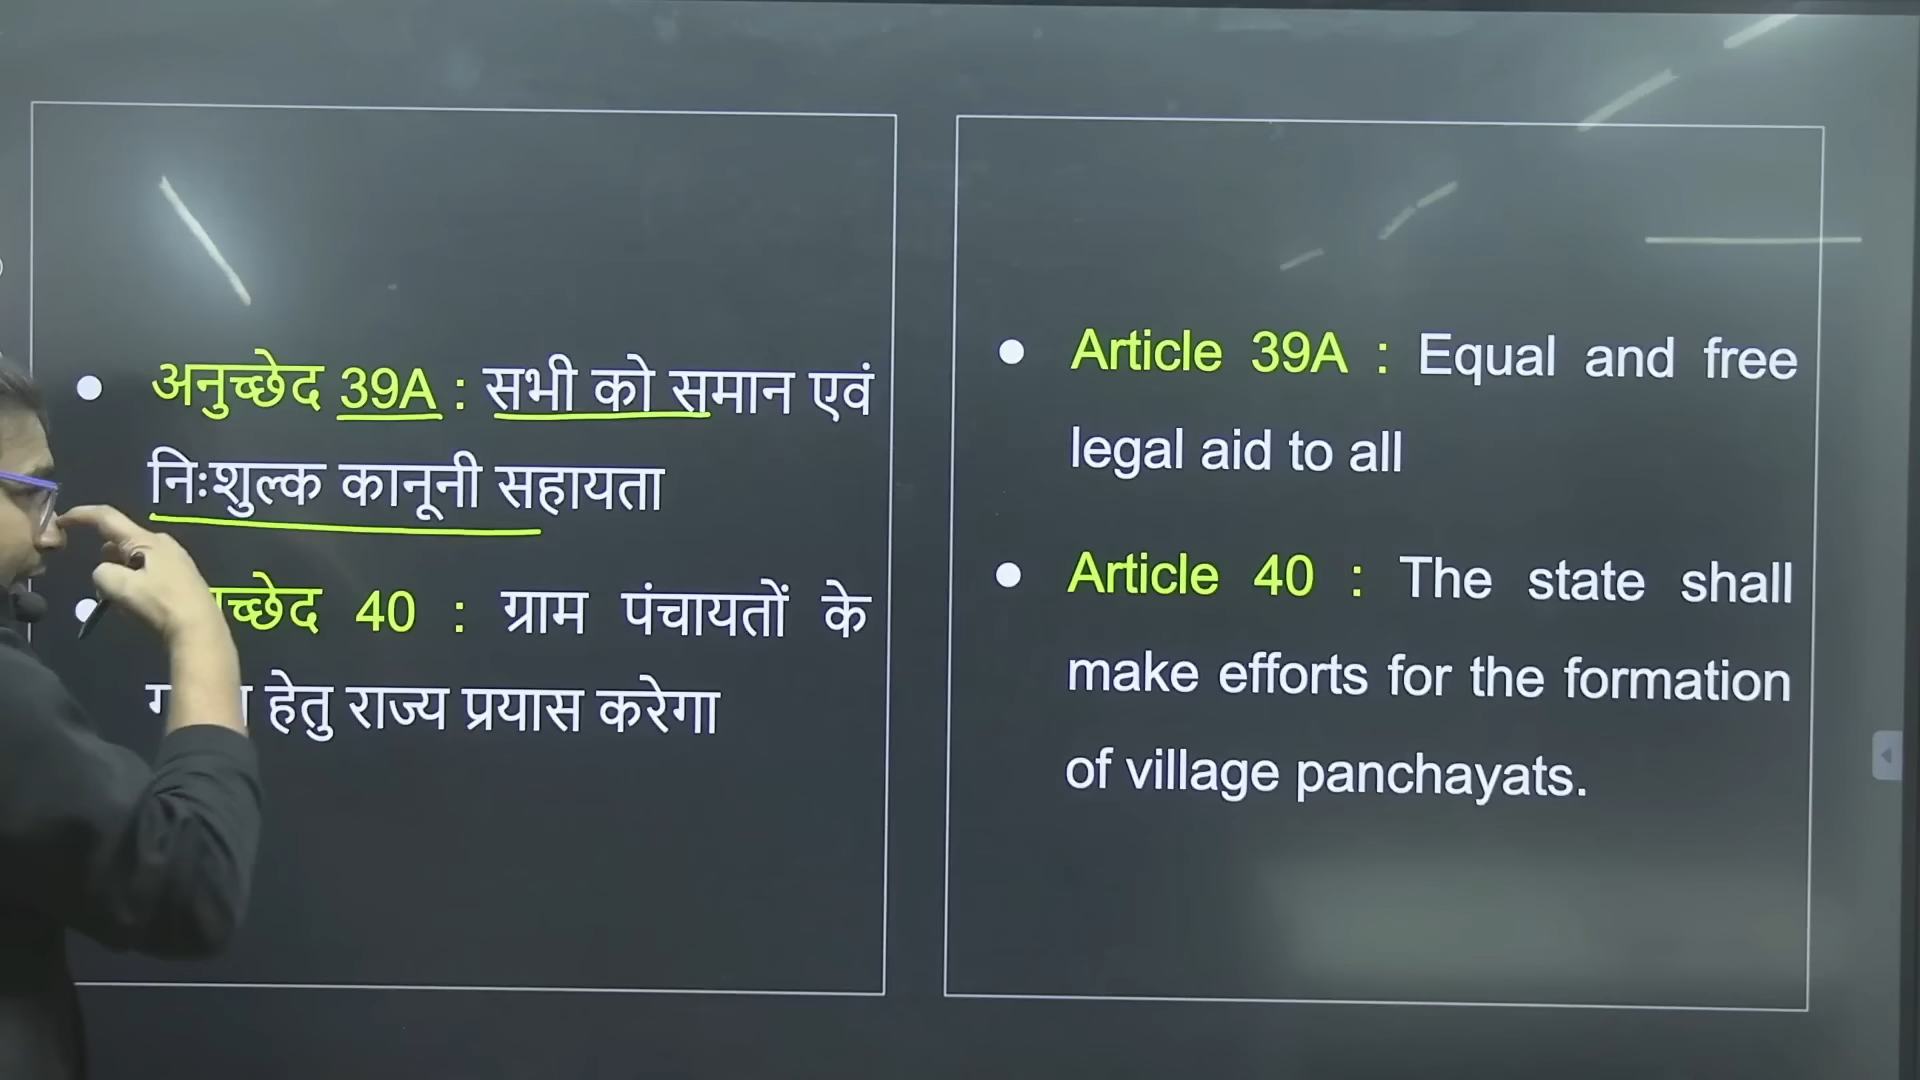 अनुच्छेद 39A : सभी को समान एवं
निःशुल्क कानूनी सहायता
40 : ग्राम पंचायतों के
हेतु राज्य प्रयास करेगा
Article 39A : Equal and free
legal aid to all
Article 40 : The state shall
make efforts for the formation
of village panchayats.